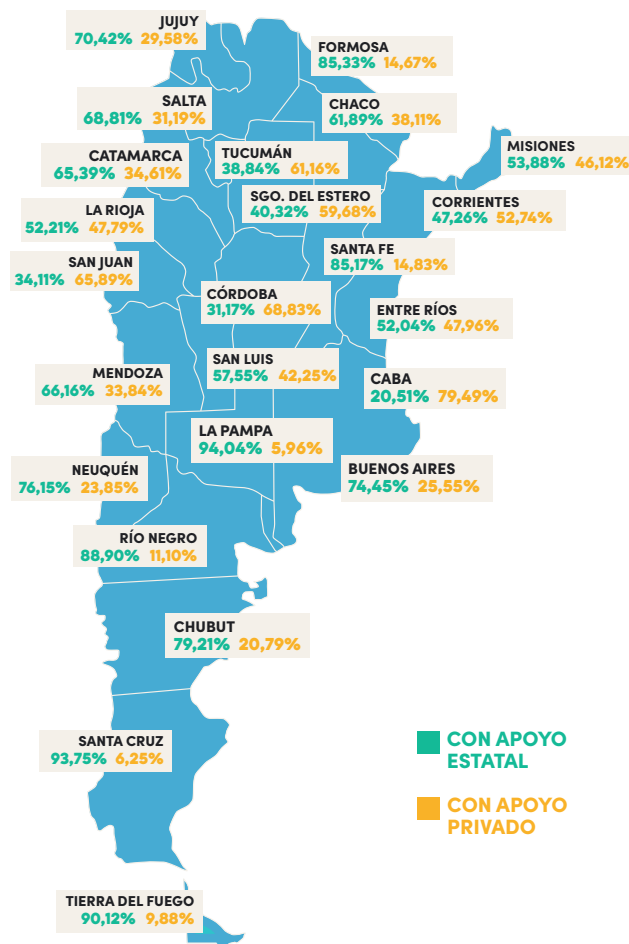 JUJUY
70,42% 29,58%
FORMOSA
85,33% 14,67%
SALTA
68,81% 31,19%
CHACO
61,89% 38,11%
CATAMARCA
65,39% 34,61%
TUCUMÁN
38,84% 61,16%
MISIONES
53,88% 46,12%
SGO. DEL ESTERO
40,32% 59,68%
CORRIENTES
47,26% 52,74%
LA RIOJA
52,21% 47,79%
SANTA FE
85,17% 14,83%
SAN JUAN
34,11% 65,89%
CÓRDOBA
31,17% 68,83%
ENTRE RÍOS
52,04% 47,96%
SAN LUIS
57,55% 42,25%
MENDOZA
66,16% 33,84%
CABA
20,51% 79,49%
LA PAMPA
94,04% 5,96%
NEUQUÉN
76,15% 23,85%
BUENOS AIRES
74,45% 25,55%
RÍO NEGRO
88,90% 11,10%
CHUBUT
79,21% 20,79%
SANTA CRUZ
93,75% 6,25%
CON APOYO
ESTATAL
CON APOYO
PRIVADO
TIERRA DEL FUEGO
90,12% 9,88%